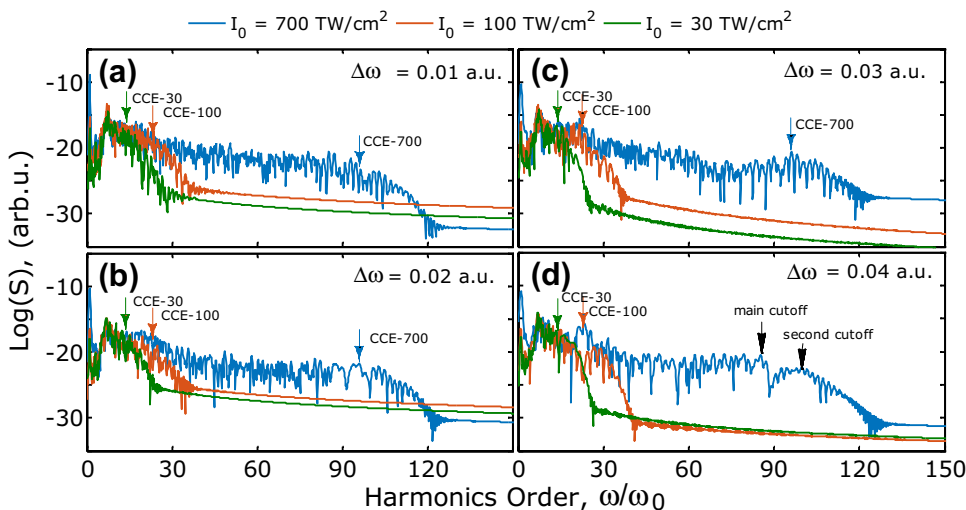 I₀ = 700 TW/cm² I₀ = 100 TW/cm² I₀ = 30 TW/cm²
(a) Δω = 0.01 a.u.
CCE-30
CCE-100
CCE-700
(c) Δω = 0.03 a.u.
CCE-30
CCE-100
CCE-700
(b) Δω = 0.02 a.u.
CCE-30
CCE-100
CCE-700
(d) Δω = 0.04 a.u.
CCE-30
CCE-100
main cutoff
second cutoff
Log(S), (arb.u.)
-10
-20
-30
-10
-20
-30
0 30 60 90 120
0 30 60 90 120 150
Harmonics Order, ω/ω₀